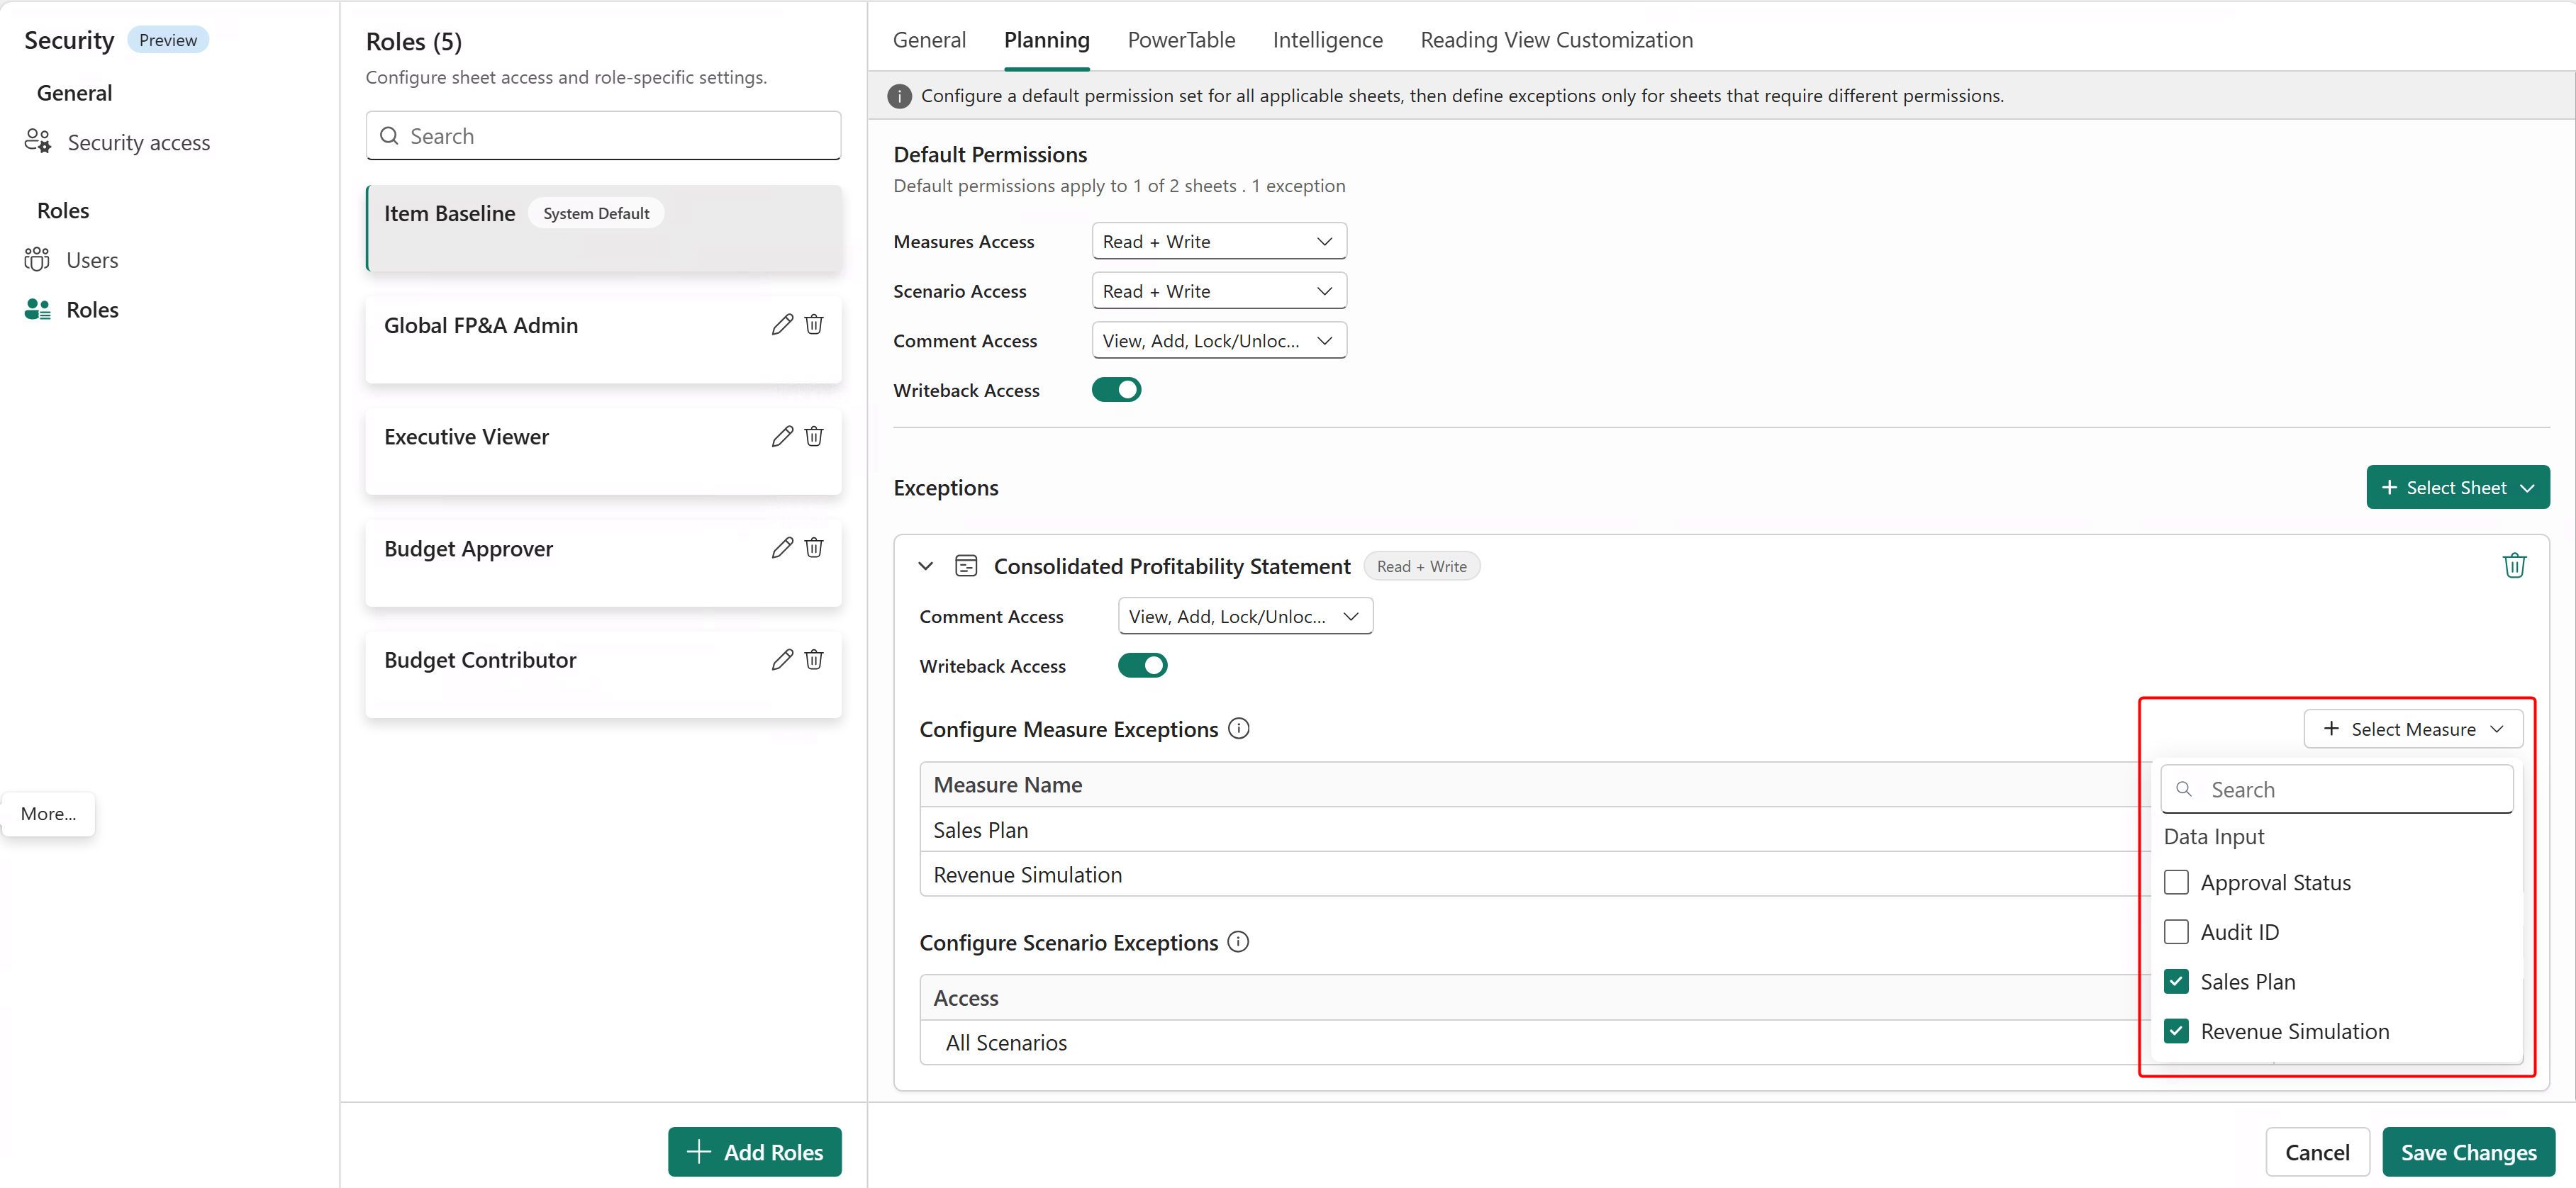 Security Preview
General
Security access
Roles
Users
Roles
More...
Roles (5)
Configure sheet access and role-specific settings.
Search
Item Baseline System Default
Global FP&A Admin
Executive Viewer
Budget Approver
Budget Contributor
Add Roles
General Planning PowerTable Intelligence Reading View Customization
Configure a default permission set for all applicable sheets, then define exceptions only for sheets that require different permissions.
Default Permissions
Default permissions apply to 1 of 2 sheets . 1 exception
Measures Access Read + Write
Scenario Access Read + Write
Comment Access View, Add, Lock/Unloc...
Writeback Access
Exceptions
Select Sheet
Consolidated Profitability Statement Read + Write
Comment Access View, Add, Lock/Unloc...
Writeback Access
Configure Measure Exceptions
Select Measure
Measure Name
Sales Plan
Revenue Simulation
Search
Data Input
Approval Status
Audit ID
Sales Plan
Revenue Simulation
Configure Scenario Exceptions
Access
All Scenarios
Cancel Save Changes